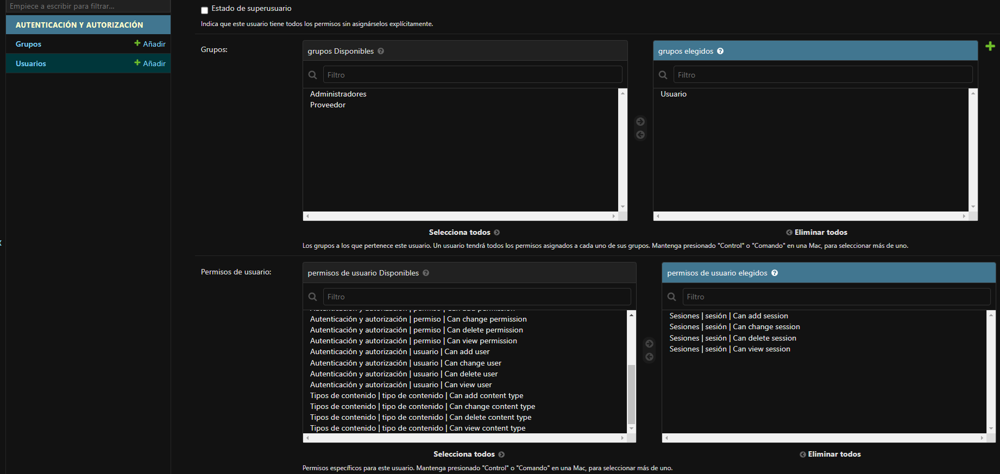 Empiece a escribir para filtrar...
AUTENTICACIÓN Y AUTORIZACIÓN
Grupos
Añadir
Usuarios
Añadir
Estado de superusuario
Indica que este usuario tiene todos los permisos sin asignárselos explícitamente.
Grupos:
grupos Disponibles
Filtro
Administradores
Proveedor
Selecciona todos
grupos elegidos
Filtro
Usuario
Eliminar todos
Los grupos a los que pertenece este usuario. Un usuario tendrá todos los permisos asignados a cada uno de sus grupos. Mantenga presionado "Control" o "Comando" en una Mac, para seleccionar más de uno.
Permisos de usuario:
permisos de usuario Disponibles
Filtro
Autenticación y autorización | permiso | Can add permission
Autenticación y autorización | permiso | Can change permission
Autenticación y autorización | permiso | Can delete permission
Autenticación y autorización | permiso | Can view permission
Autenticación y autorización | usuario | Can add user
Autenticación y autorización | usuario | Can change user
Autenticación y autorización | usuario | Can delete user
Autenticación y autorización | usuario | Can view user
Tipos de contenido | tipo de contenido | Can add content type
Tipos de contenido | tipo de contenido | Can change content type
Tipos de contenido | tipo de contenido | Can delete content type
Tipos de contenido | tipo de contenido | Can view content type
Selecciona todos
permisos de usuario elegidos
Filtro
Sesiones | sesión | Can add session
Sesiones | sesión | Can change session
Sesiones | sesión | Can delete session
Sesiones | sesión | Can view session
Eliminar todos
Permisos específicos para este usuario. Mantenga presionado "Control" o "Comando" en una Mac, para seleccionar más de uno.